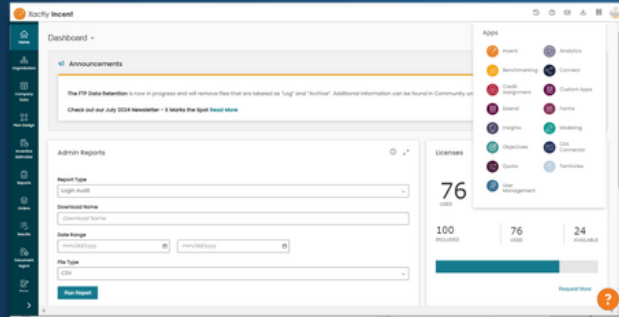 Xactly Incent
Home
Dashboard
Organization
Company Data
Plan Design
Incentive Estimator
Reports
Orders
Results
Document Mgmt
Announcements
The FTP Data Retention is now in progress and will remove files that are labeled as "Log" and "Archive". Additional information can be found in Community un
Check out our July 2024 Newsletter - X Marks the Spot Read More
Admin Reports
Report Type
Login Audit
Download Name
Download Name
Date Range
mm/dd/yyyy
mm/dd/yyyy
File Type
CSV
Run Report
Licenses
76
USED
100
INCLUDED
76
USED
24
AVAILABLE
Request More
?
Apps
Incent
Analytics
Benchmarking
Connect
Credit Assignment
Custom Apps
Extend
Forms
Insights
Modeling
Objectives
CEA Connector
Quota
Territories
User Management